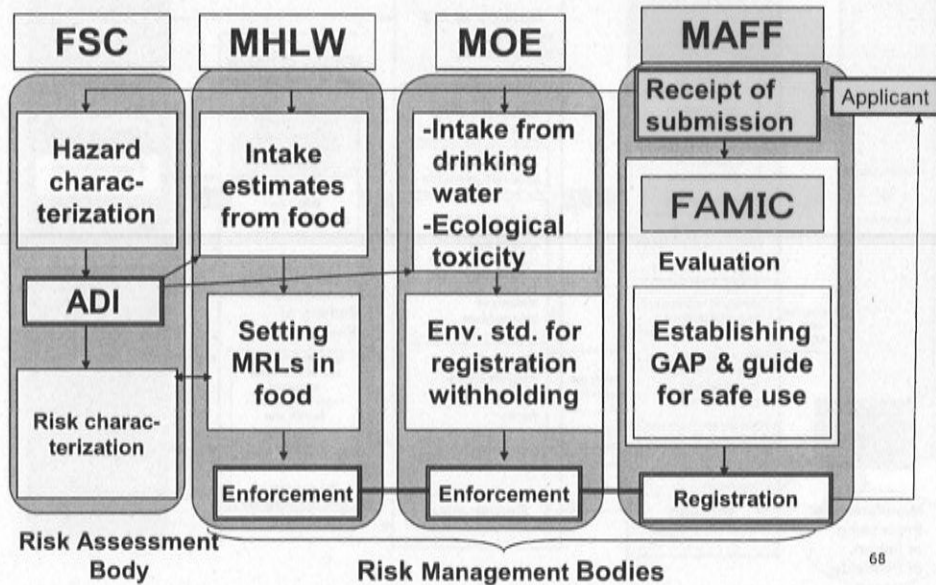 FSC
MHLW
MOE
MAFF
Hazard
charac-
terization
ADI
Risk charac-
terization
Intake
estimates
from food
Setting
MRLs in
food
Enforcement
-Intake from
drinking
water
-Ecological
toxicity
Env. std. for
registration
withholding
Enforcement
Receipt of
submission
Applicant
FAMIC
Evaluation
Establishing
GAP & guide
for safe use
Registration
Risk Assessment
Body
Risk Management Bodies
68